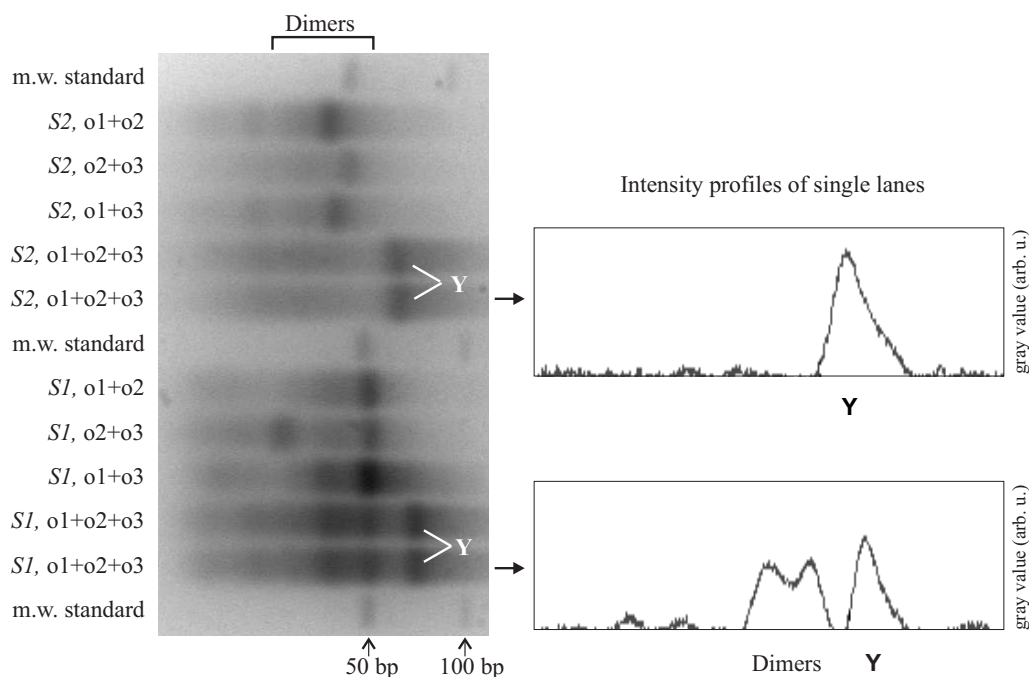 Dimers
m.w. standard
S2, o1+o2
S2, o2+o3
S2, o1+o3
S2, o1+o2+o3
S2, o1+o2+o3
Y
m.w. standard
S1, o1+o2
S1, o2+o3
S1, o1+o3
S1, o1+o2+o3
S1, o1+o2+o3
Y
m.w. standard
50 bp
100 bp
Intensity profiles of single lanes
gray value (arb. u.)
Y
gray value (arb. u.)
Dimers Y